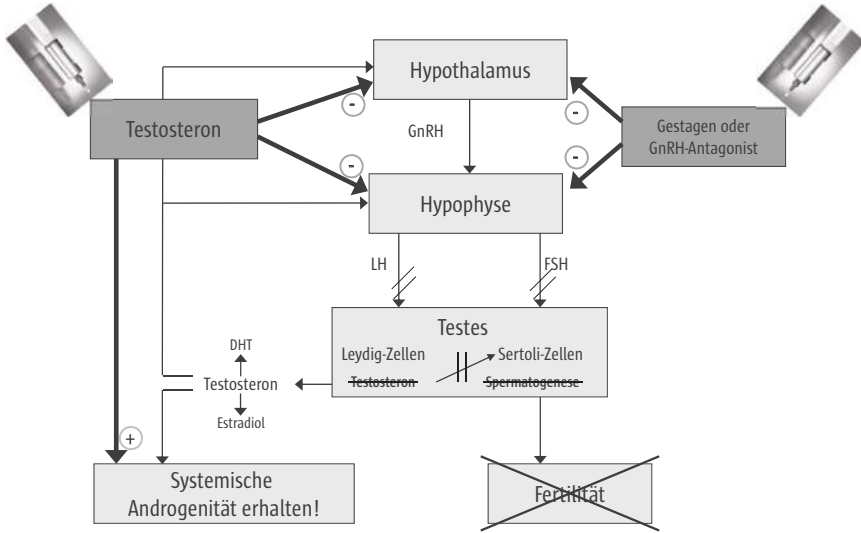 Hypothalamus
Testosteron
-
-
GnRH
Gestagen oder
GnRH-Antagonist
-
-
Hypophyse
LH
FSH
Testes
Leydig-Zellen
Sertoli-Zellen
Testosteron
Spermatogenese
DHT
Testosteron
Estradiol
+
Systemische
Androgenität erhalten!
Fertilität